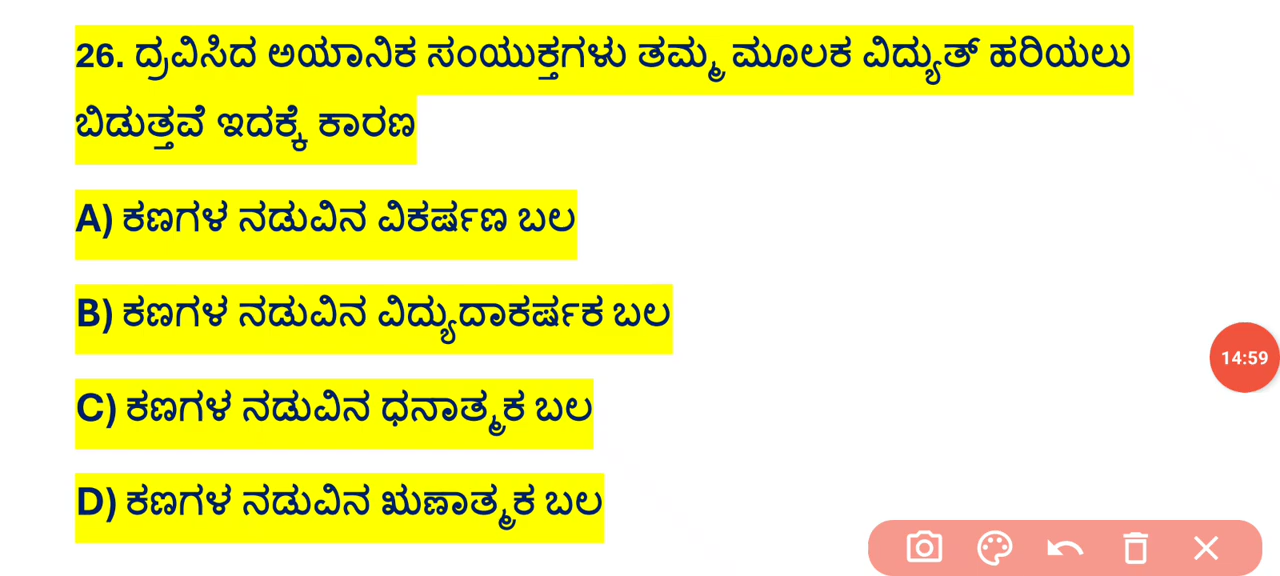 26. ದ್ರವಿಸಿದ ಅಯಾನಿಕ ಸಂಯುಕ್ತಗಳು ತಮ್ಮ ಮೂಲಕ ವಿದ್ಯುತ್ ಹರಿಯಲು
ಬಿಡುತ್ತವೆ ಇದಕ್ಕೆ ಕಾರಣ
A) ಕಣಗಳ ನಡುವಿನ ವಿಕರ್ಷಣ ಬಲ
B) ಕಣಗಳ ನಡುವಿನ ವಿದ್ಯುದಾಕರ್ಷಕ ಬಲ
14:59
C) ಕಣಗಳ ನಡುವಿನ ಧನಾತ್ಮಕ ಬಲ
D) ಕಣಗಳ ನಡುವಿನ ಋಣಾತ್ಮಕ ಬಲ